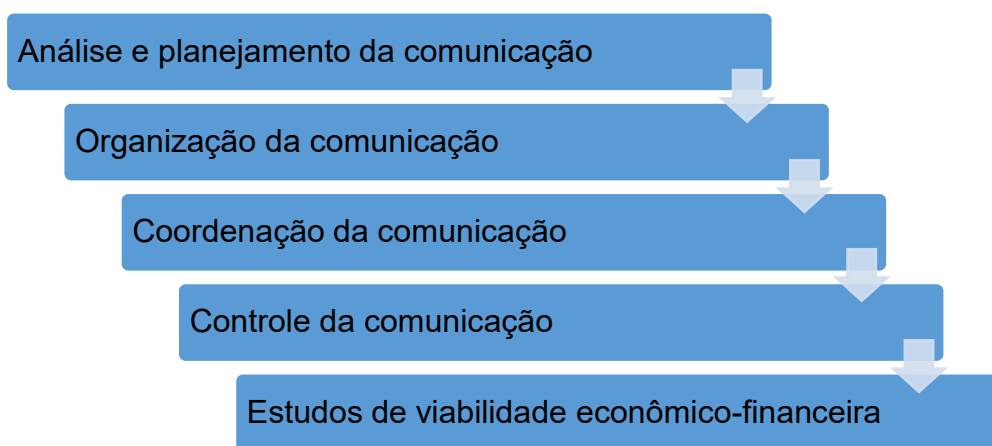 Análise e planejamento da comunicação
Organização da comunicação
Coordenação da comunicação
Controle da comunicação
Estudos de viabilidade econômico-financeira